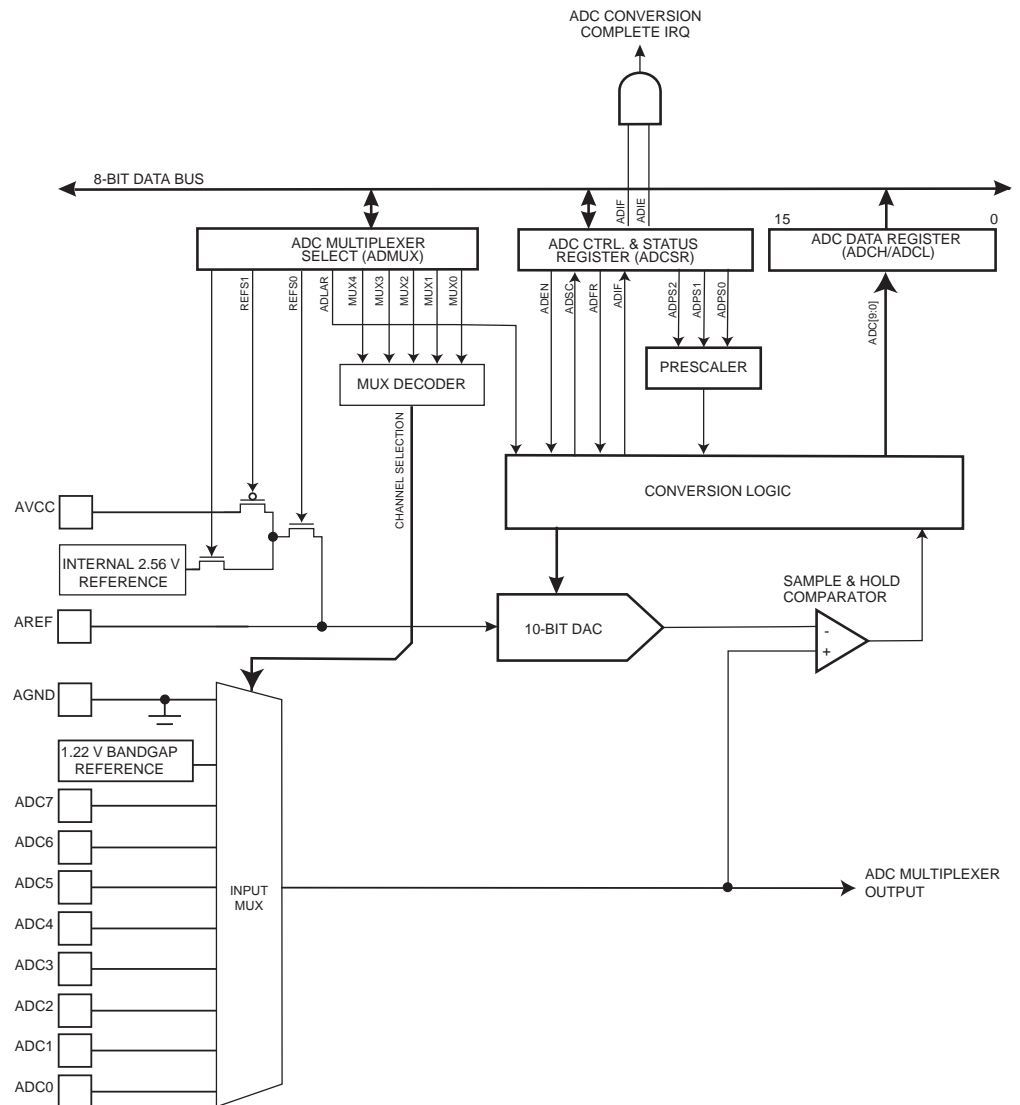 ADC CONVERSION
COMPLETE IRQ
8-BIT DATA BUS
ADIF
ADIE
15
0
ADC MULTIPLEXER
SELECT (ADMUX)
ADC CTRL. & STATUS
REGISTER (ADCSR)
ADC DATA REGISTER
(ADCH/ADCL)
REFS1
REFS0
ADLAR
MUX4
MUX3
MUX2
MUX1
MUX0
ADEN
ADSC
ADFR
ADIF
ADPS2
ADPS1
ADPS0
ADC[9:0]
MUX DECODER
PRESCALER
CHANNEL SELECTION
CONVERSION LOGIC
AVCC
INTERNAL 2.56 V
REFERENCE
SAMPLE & HOLD
COMPARATOR
AREF
10-BIT DAC
-
+
AGND
1.22 V BANDGAP
REFERENCE
ADC7
ADC6
ADC5
INPUT
MUX
ADC MULTIPLEXER
OUTPUT
ADC4
ADC3
ADC2
ADC1
ADC0